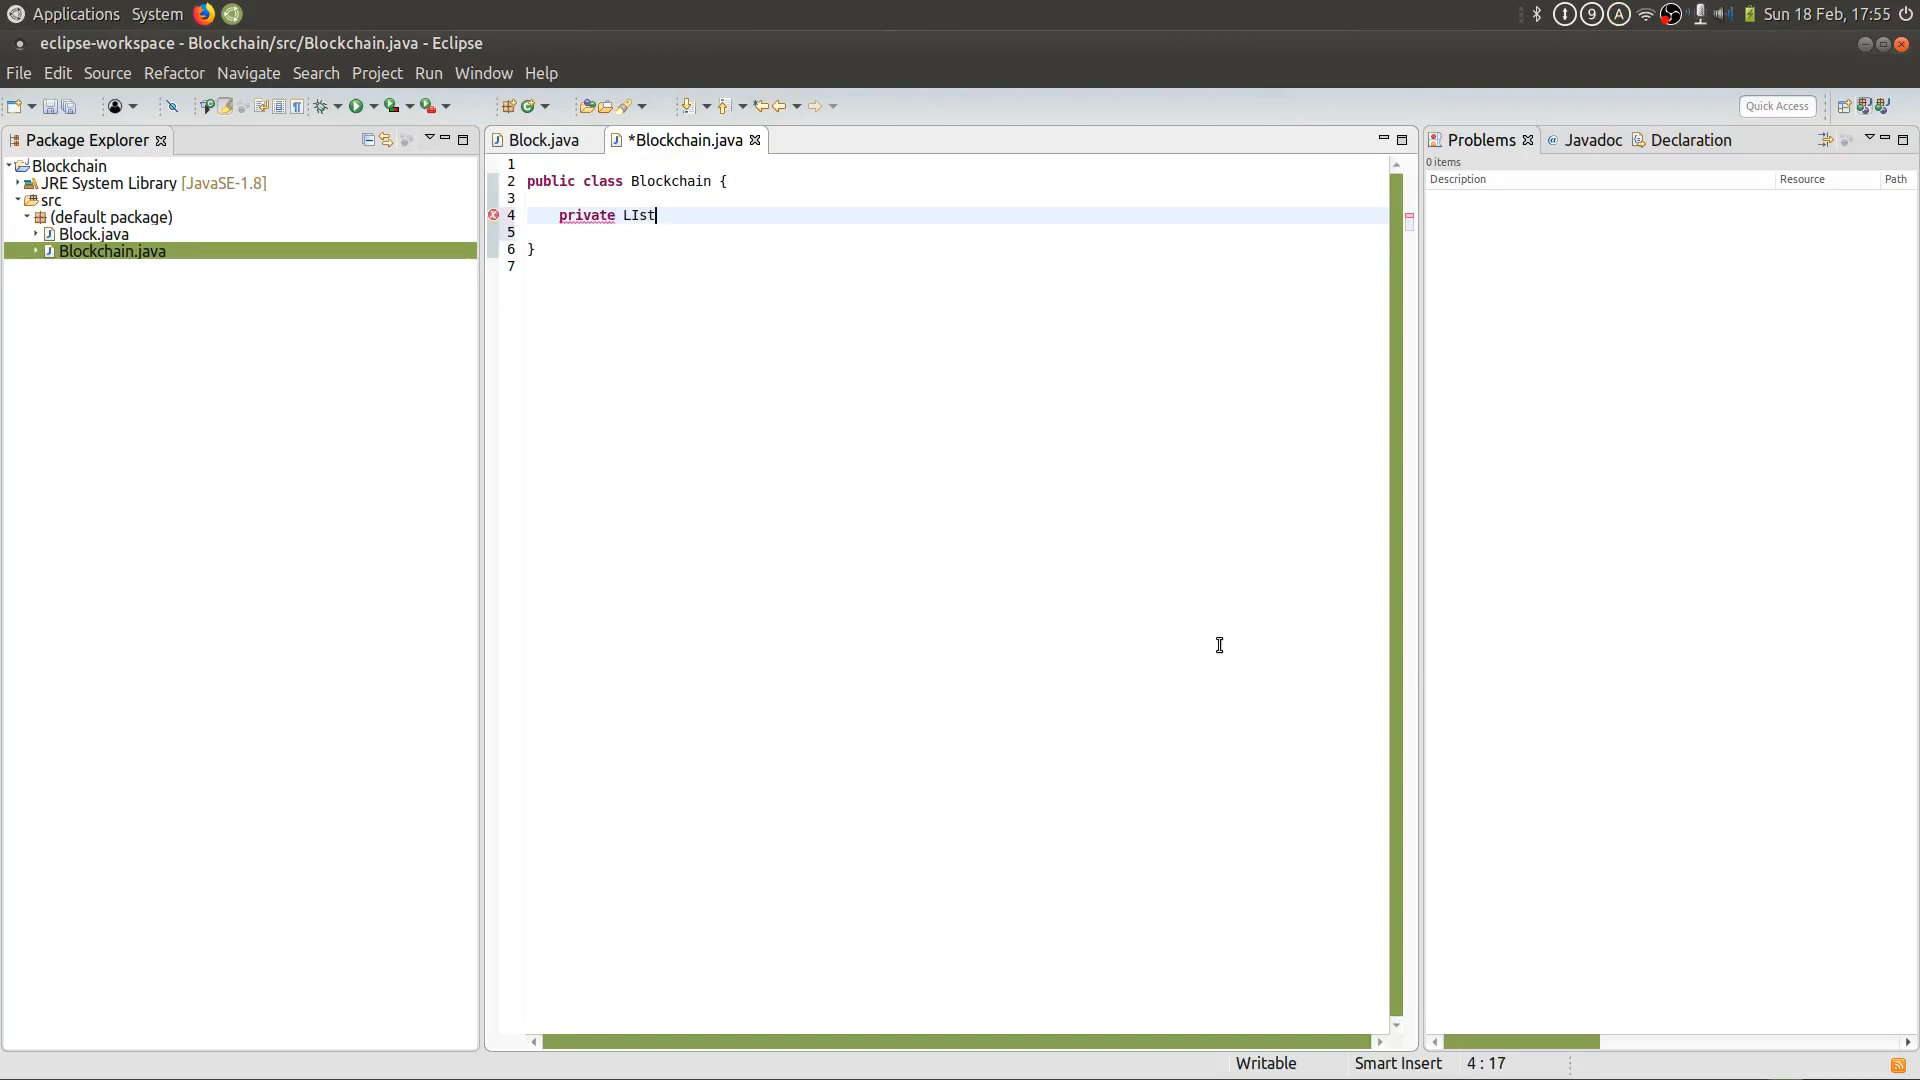 Applications System Sun 18 Feb, 17:55
eclipse-workspace - Blockchain/src/Blockchain.java - Eclipse
File Edit Source Refactor Navigate Search Project Run Window Help
Quick Access
Package Explorer
Block.java
*Blockchain.java
Problems
Javadoc
Declaration
Blockchain
JRE System Library [JavaSE-1.8]
src
(default package)
Block.java
Blockchain.java
1
2 public class Blockchain {
3
4 private LIst
5
6 }
7
0 items
Description Resource Path
Writable Smart Insert 4 : 17